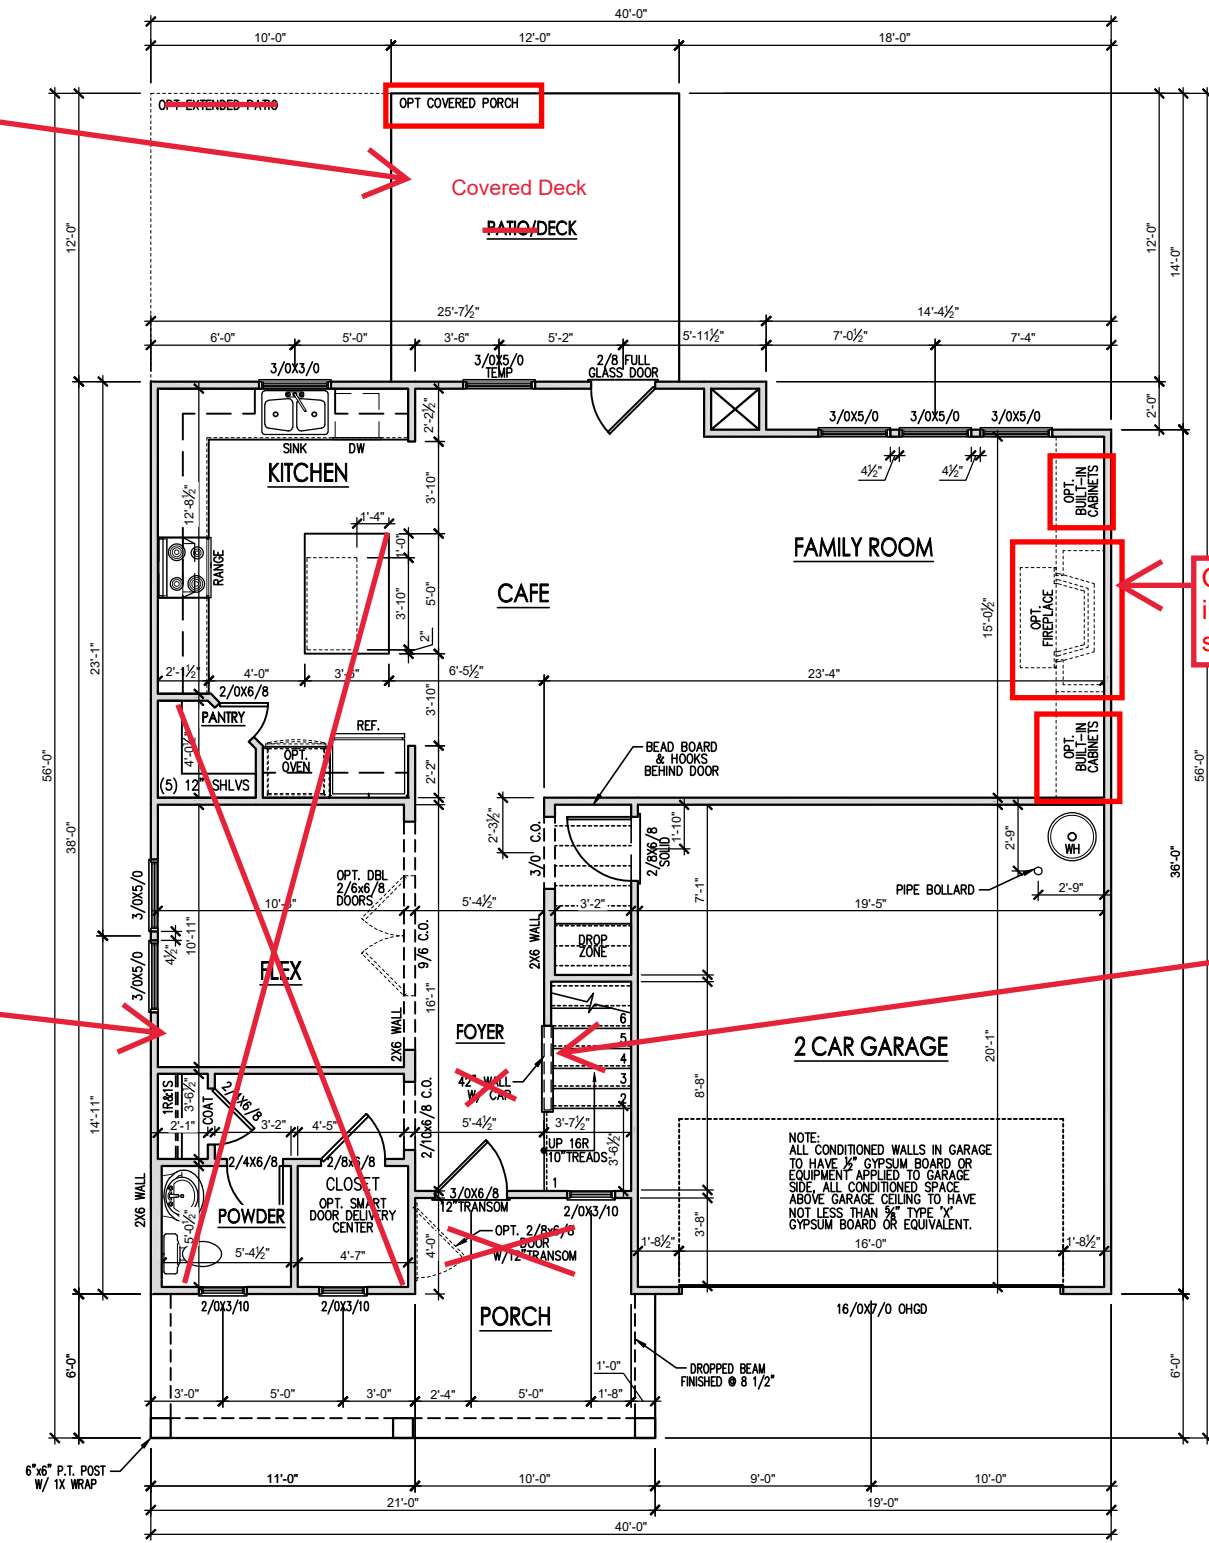 40'-0"
10'-0"
12'-0"
18'-0"
OPT EXTENDED PATIO
OPT COVERED PORCH
Covered Deck
PATIO/DECK
12'-0"
12'-0"
14'-0"
25'-7½"
14'-4½"
6'-0"
5'-0"
3'-6"
5'-2"
5'-11½"
7'-0½"
7'-4"
3/0X3/0
3/0X5/0
TEMP
2/8 FULL
GLASS DOOR
2'-0"
3/0X5/0
3/0X5/0
3/0X5/0
2'-2½"
SINK
DW
KITCHEN
4½"
4½"
OPT.
BUILT-IN
CABINETS
12'-8½"
3'-10"
1'-4"
1'-0"
FAMILY ROOM
RANGE
CAFE
3'-10"
5'-0"
2"
15'-0½"
OPT.
FIREPLACE
23'-1"
2'-1½"
4'-0"
3'-6"
6'-5½"
23'-4"
2/0X6/8
PANTRY
REF.
3'-10"
4'-0½"
OPT.
OVEN
BEAD BOARD
& HOOKS
BEHIND DOOR
OPT.
BUILT-IN
CABINETS
56'-0"
56'-0"
(5) 12" SHLVS
2'-2"
38'-0"
36'-0"
2'-3½"
3/0 C.O.
2/8X6/8
SOLID
1'-10"
2'-9"
WH
OPT. DBL
2/6x6/8
DOORS
PIPE BOLLARD
2'-9"
3/0X5/0
10'-6"
5'-4½"
3'-2"
7'-1"
19'-5"
4½"
10'-11"
9/6 C.O.
2X6 WALL
DROP
ZONE
3/0X5/0
FLEX
16'-1"
2X6 WALL
FOYER
6
5
4
3
2
1
2 CAR GARAGE
20'-1"
42" WALL
W/ CAP
8'-8"
1R&1S
3'-6½"
COAT
2/4X6/8
2/10x6/8 C.O.
14'-11"
2'-1"
3'-2"
4'-5"
5'-4½"
3'-7½"
UP 16R
10"TREADS
3'-6½"
NOTE:
ALL CONDITIONED WALLS IN GARAGE
TO HAVE ½" GYPSUM BOARD OR
EQUIPMENT APPLIED TO GARAGE
SIDE, ALL CONDITIONED SPACE
ABOVE GARAGE CEILING TO HAVE
NOT LESS THAN ⅝" TYPE "X"
GYPSUM BOARD OR EQUIVALENT.
2/4X6/8
2/8x6/8
CLOSET
OPT. SMART
DOOR DELIVERY
CENTER
2X6 WALL
5'-0½"
POWDER
3/0X6/8
12"TRANSOM
2/0X3/10
OPT. 2/8x6/8
DOOR
W/12"TRANSOM
4'-0"
3'-8"
5'-4½"
4'-7"
1'-8½"
16'-0"
1'-8½"
2/0X3/10
2/0X3/10
PORCH
16/0X7/0 OHGD
6'-0"
6'-0"
DROPPED BEAM
FINISHED @ 8 1/2"
1'-0"
3'-0"
5'-0"
3'-0"
2'-4"
5'-0"
1'-8"
6"x6" P.T. POST
W/ 1X WRAP
11'-0"
10'-0"
9'-0"
10'-0"
21'-0"
19'-0"
40'-0"